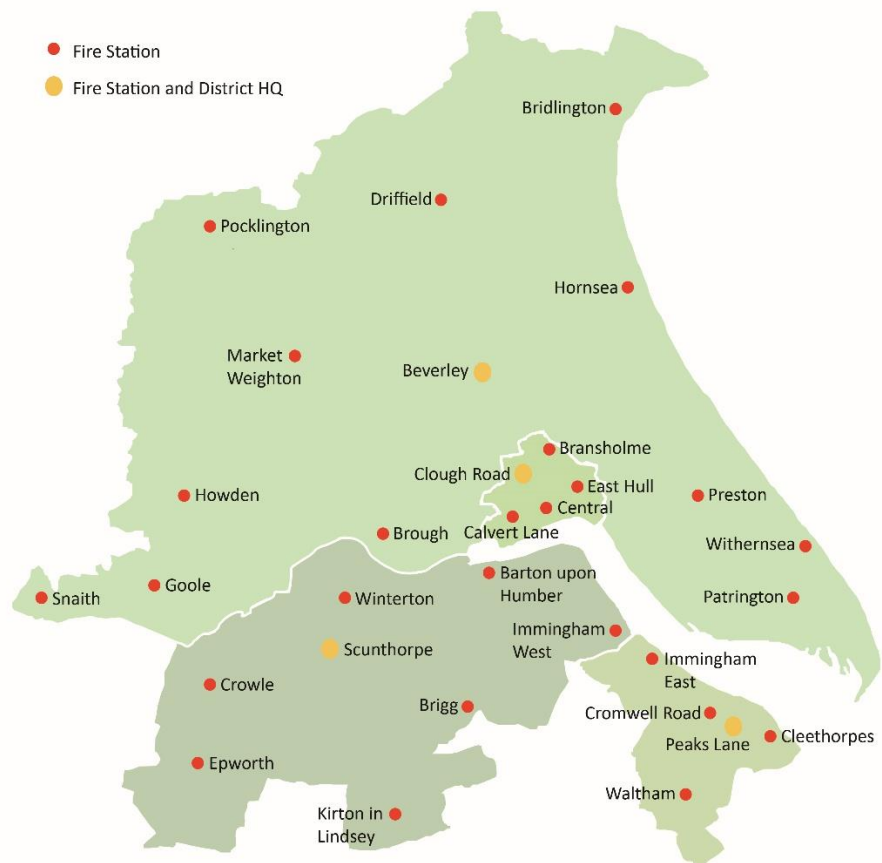 Fire Station
Fire Station and District HQ
Bridlington
Driffield
Pocklington
Hornsea
Market
Weighton
Beverley
Bransholme
Clough Road
East Hull
Howden
Central
Preston
Calvert Lane
Brough
Withernsea
Goole
Snaith
Barton upon
Humber
Winterton
Patrington
Immingham
West
Scunthorpe
Immingham
East
Crowle
Brigg
Cromwell Road
Peaks Lane
Cleethorpes
Epworth
Waltham
Kirton in
Lindsey